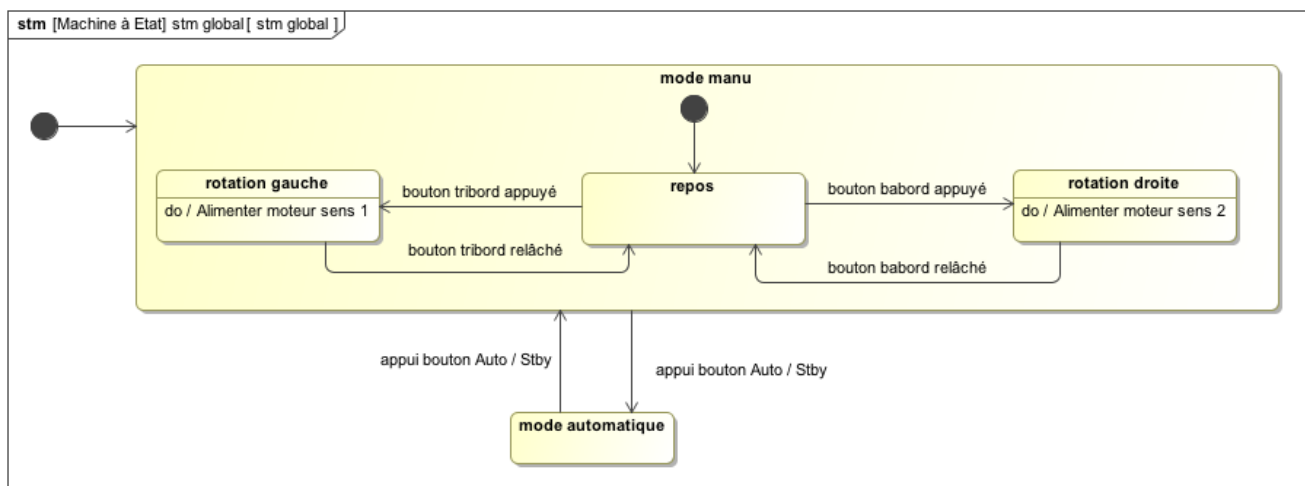 stm [Machine à Etat] stm global[ stm global ]
mode manu
rotation gauche
do / Alimenter moteur sens 1
bouton tribord appuyé
repos
bouton babord appuyé
rotation droite
do / Alimenter moteur sens 2
bouton tribord relâché
bouton babord relâché
appui bouton Auto / Stby
appui bouton Auto / Stby
mode automatique